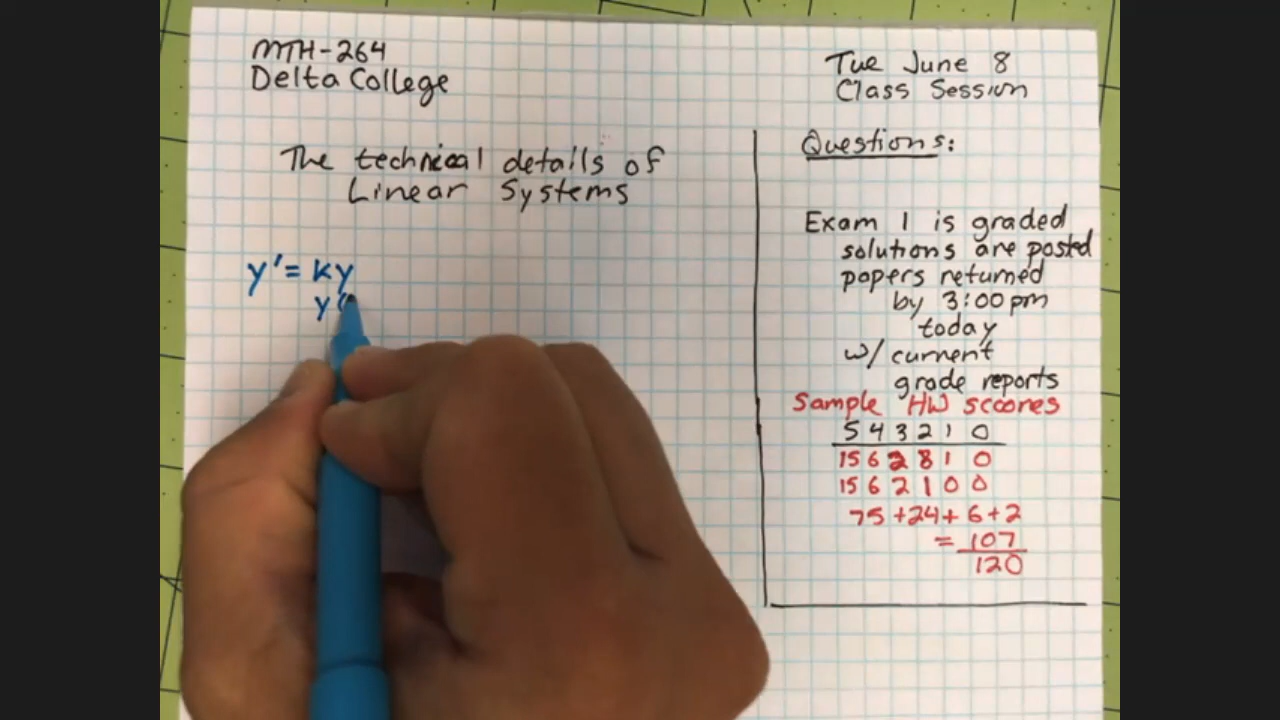 MTH-264
Delta College
Tue June 8
Class Session
The technical details of
Linear Systems
y' = ky
Questions:
Exam 1 is graded
solutions are posted
papers returned
by 3:00pm
today
w/ current
grade reports
Sample HW scores
5 4 3 2 1 0
15 6 2 8 1 0
15 6 2 1 0 0
75 +24+ 6+2
= 107
120